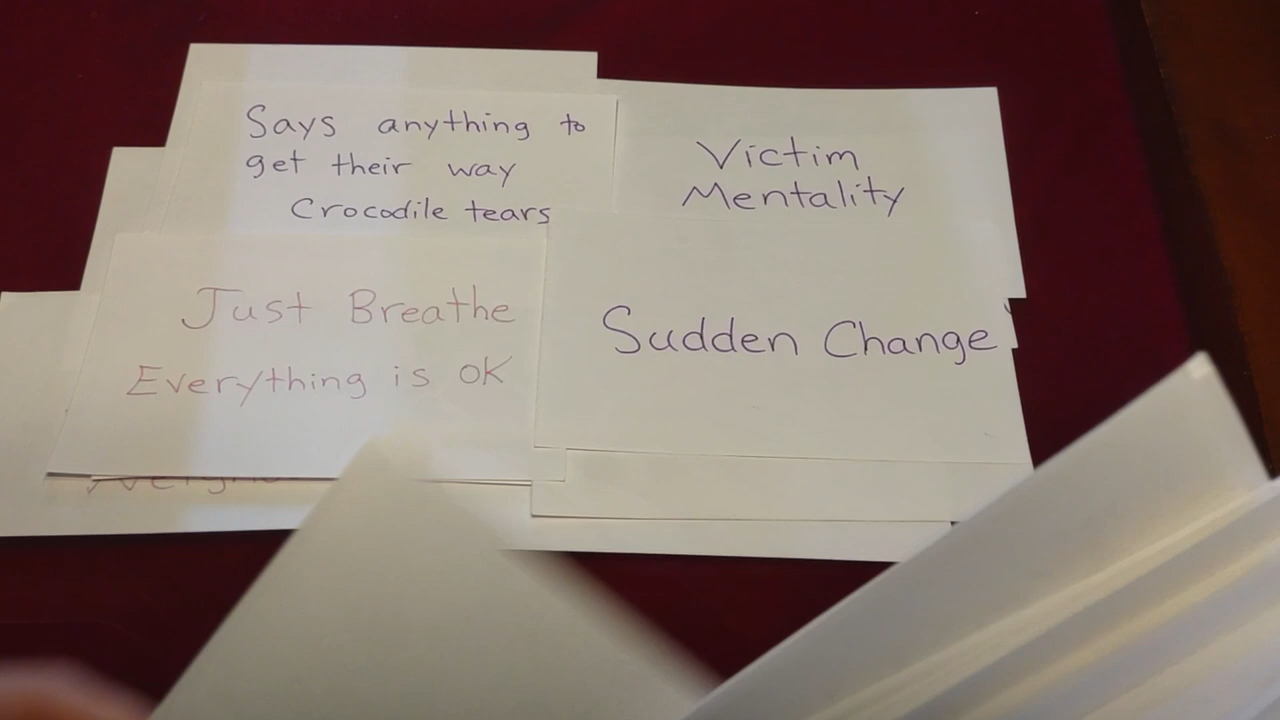 Says anything to
get their way
Crocodile tears
Victim
Mentality
Just Breathe
Everything is OK
Sudden Change